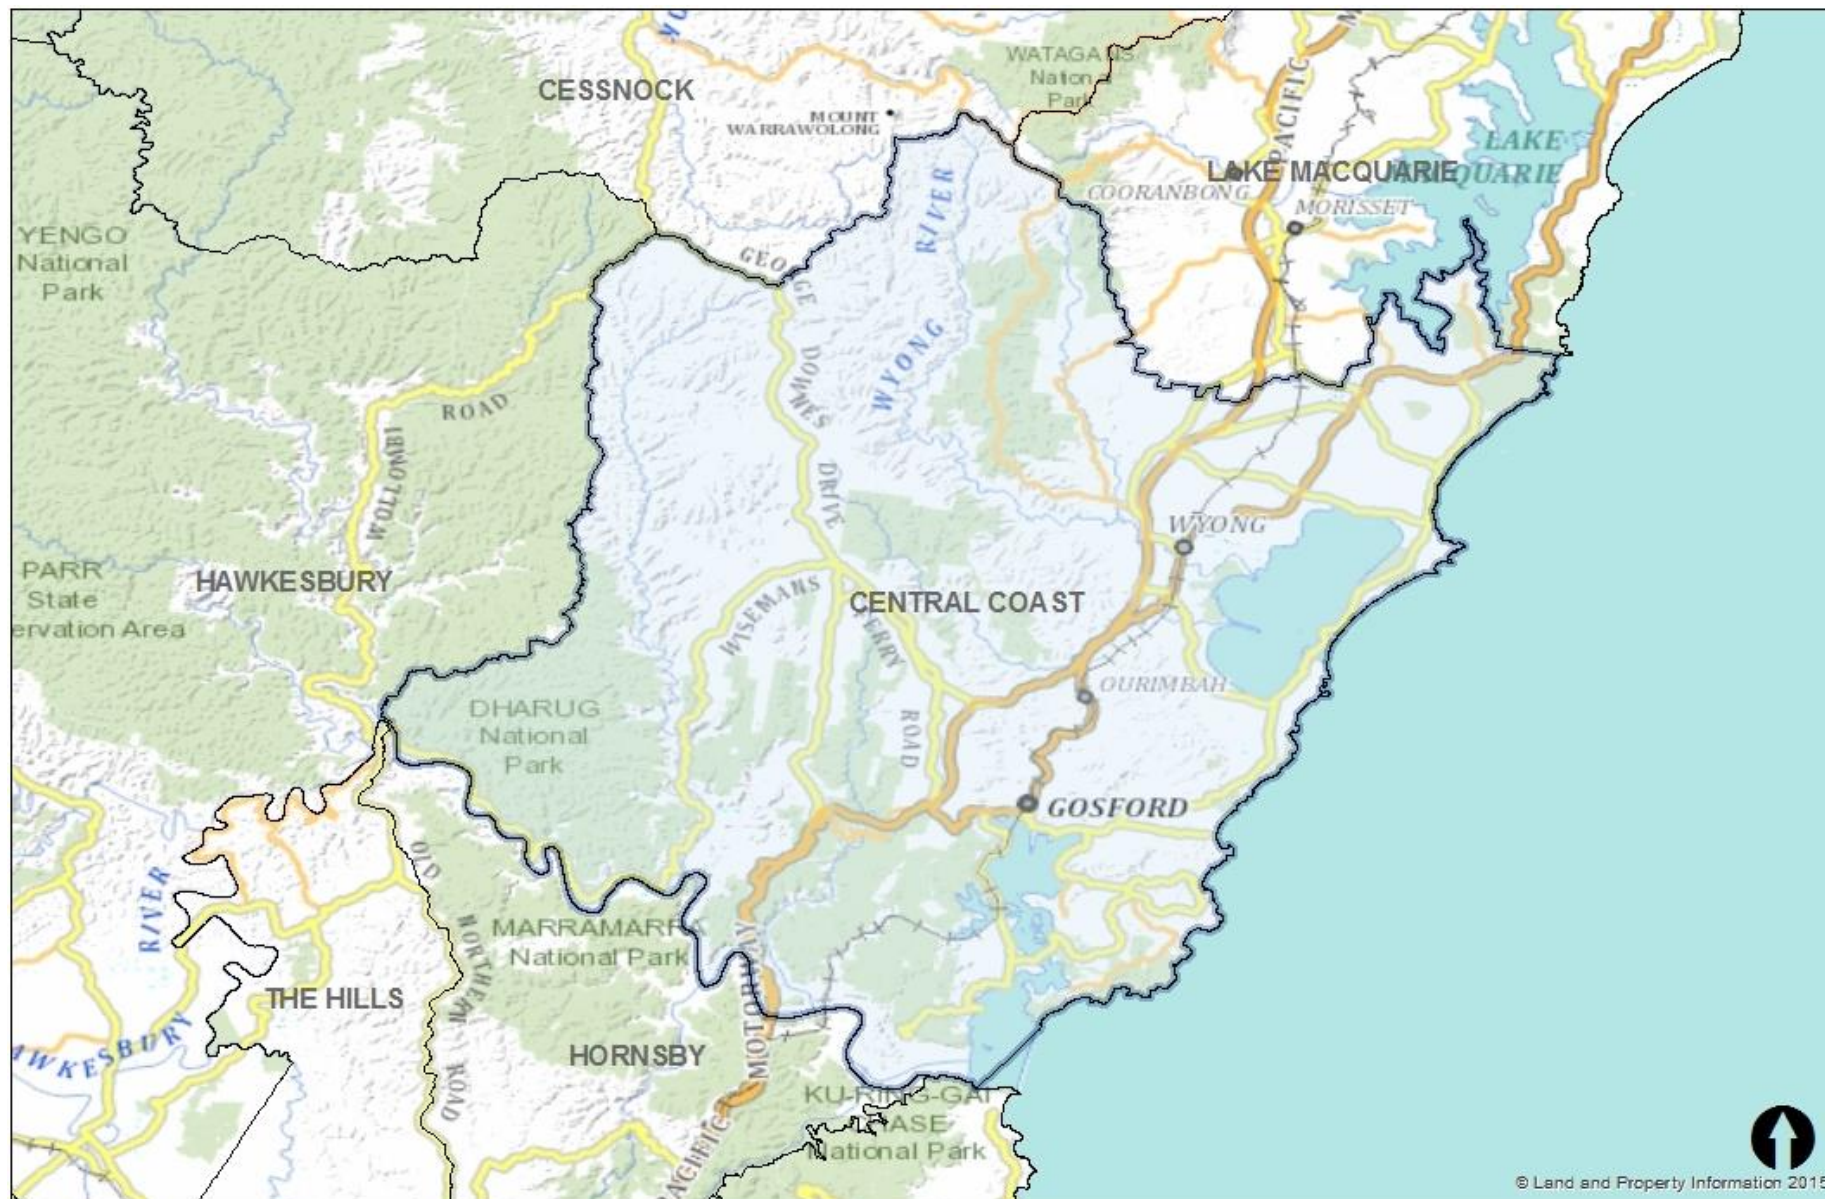 WATAGANS
National
Park
CESSNOCK
MOUNT
WARRAWOLONG
PACIFIC
LAKE
MACQUARIE
LAKE MACQUARIE
COORANBONG
MORISSET
YENGO
National
Park
WYONG RIVER
GEORGE DOWNES DRIVE
WOLLOMBI ROAD
WYONG
PARR
State
ervation Area
HAWKESBURY
CENTRAL COAST
WISEMANS FERRY ROAD
OURIMBAH
DHARUG
National
Park
GOSFORD
OLD NORTHERN ROAD
MARRAMARRA
National Park
THE HILLS
AWKESBURY RIVER
HORNSBY
PACIFIC MOTORWAY
KU-RING-GAI
CHASE
National Park
© Land and Property Information 2015